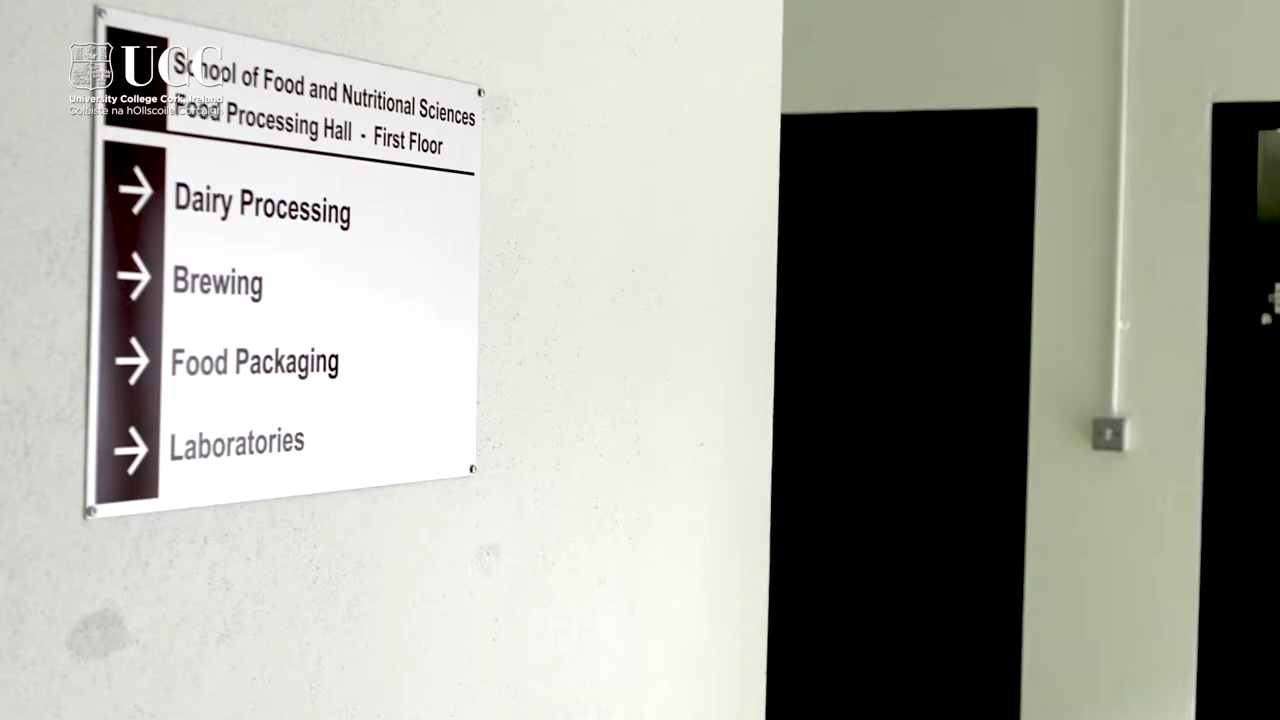 UCC
University College Cork, Ireland
Coláiste na hOllscoile Corcaigh
School of Food and Nutritional Sciences
Food Processing Hall - First Floor
Dairy Processing
Brewing
Food Packaging
Laboratories